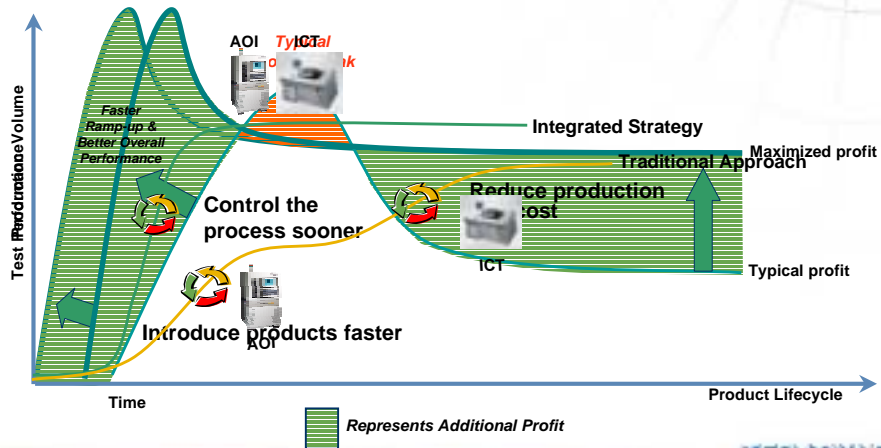 AOI
ICT
Typical
Faster
Ramp-up &
Better Overall
Performance
Integrated Strategy
Maximized profit
Traditional Approach
Reduce production
cost
Control the
process sooner
ICT
Typical profit
Introduce products faster
AOI
Time
Product Lifecycle
Represents Additional Profit